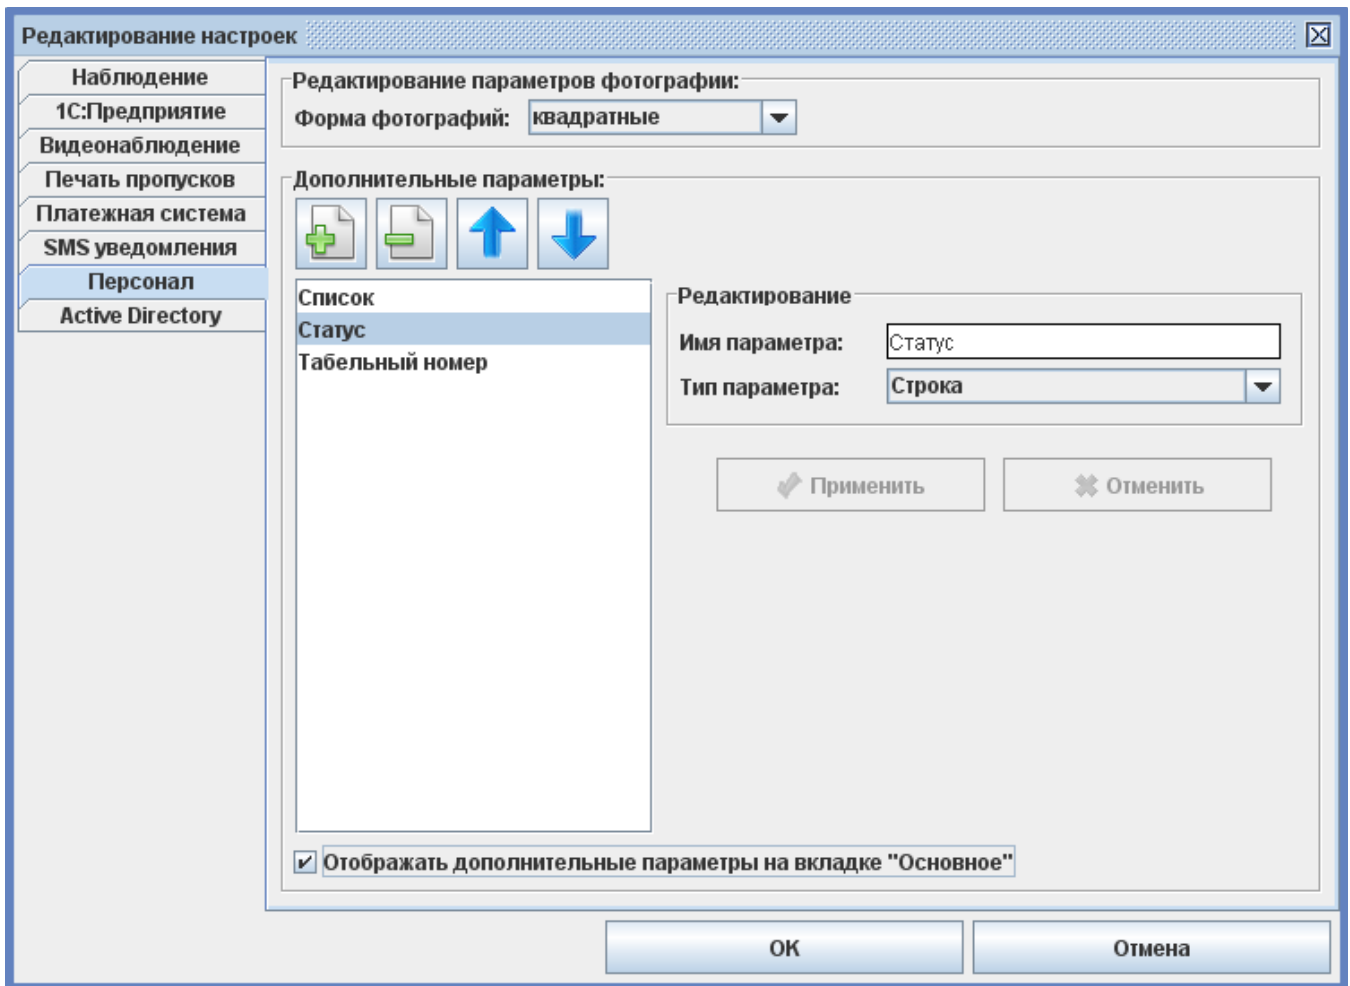 Редактирование настроек
Наблюдение
1С:Предприятие
Видеонаблюдение
Печать пропусков
Платежная система
SMS уведомления
Персонал
Active Directory
Редактирование параметров фотографии:
Форма фотографий: квадратные
Дополнительные параметры:
Список
Статус
Табельный номер
Редактирование
Имя параметра: Статус
Тип параметра: Строка
Применить Отменить
Отображать дополнительные параметры на вкладке "Основное"
ОК Отмена